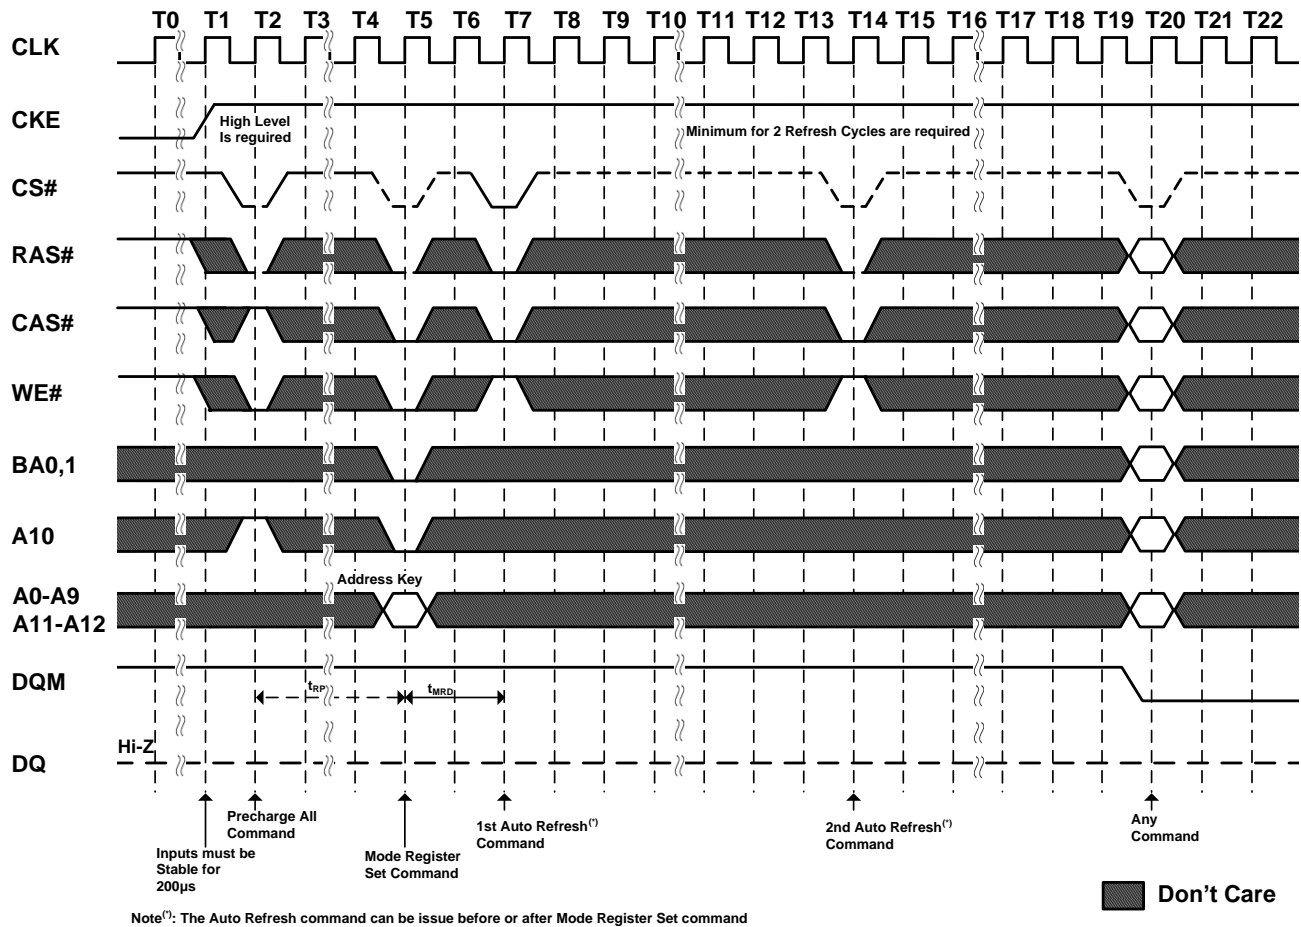 T0 T1 T2 T3 T4 T5 T6 T7 T8 T9 T10 T11 T12 T13 T14 T15 T16 T17 T18 T19 T20 T21 T22
CLK
CKE
High Level
Is reguired
Minimum for 2 Refresh Cycles are required
CS#
RAS#
CAS#
WE#
BA0,1
A10
Address Key
A0-A9
A11-A12
DQM
tRP
tMRD
Hi-Z
DQ
Inputs must be
Stable for
200µs
Precharge All
Command
Mode Register
Set Command
1st Auto Refresh(*)
Command
2nd Auto Refresh(*)
Command
Any
Command
Don't Care
Note(*): The Auto Refresh command can be issue before or after Mode Register Set command